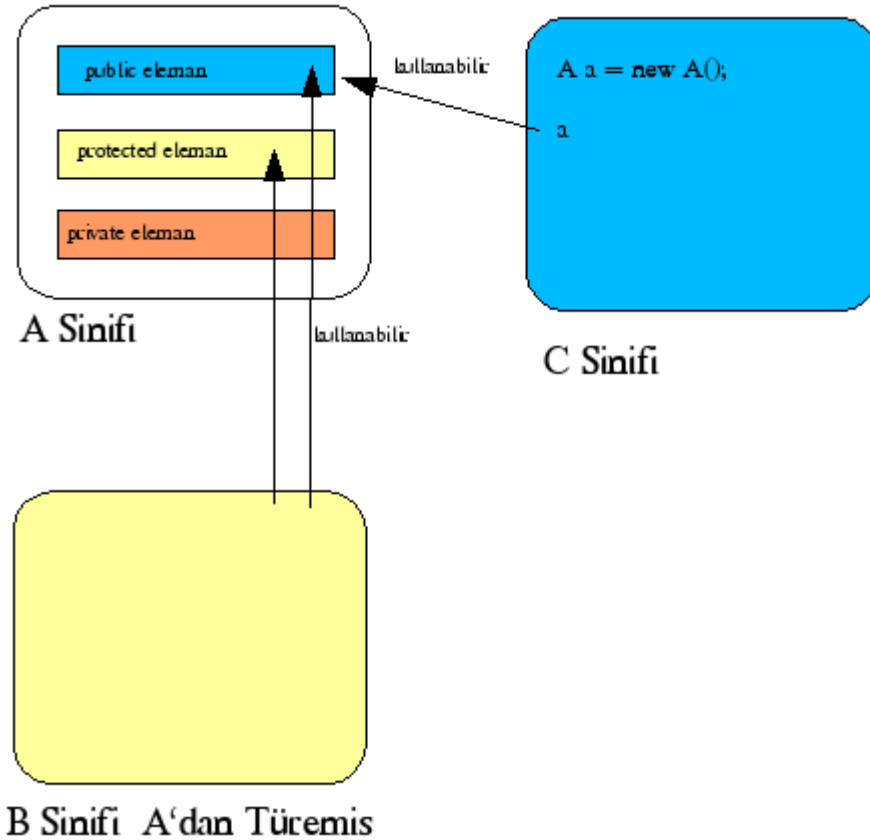 public eleman
protected eleman
private eleman
A Sinifi
kullanabilir
A a = new A();
a
C Sinifi
kullanabilir
B Sinifi A'dan Türemis